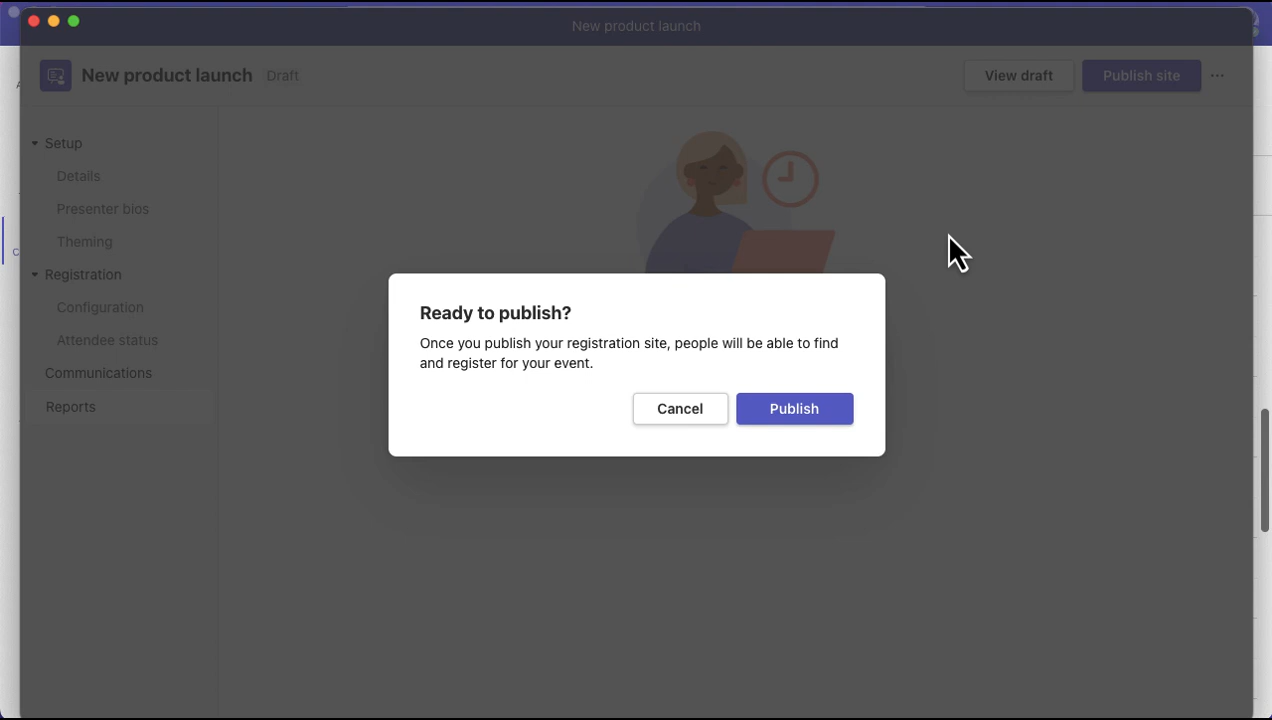 New product launch
New product launch Draft
View draft
Publish site
Setup
Details
Presenter bios
Theming
Registration
Configuration
Attendee status
Communications
Reports
Ready to publish?
Once you publish your registration site, people will be able to find
and register for your event.
Cancel
Publish